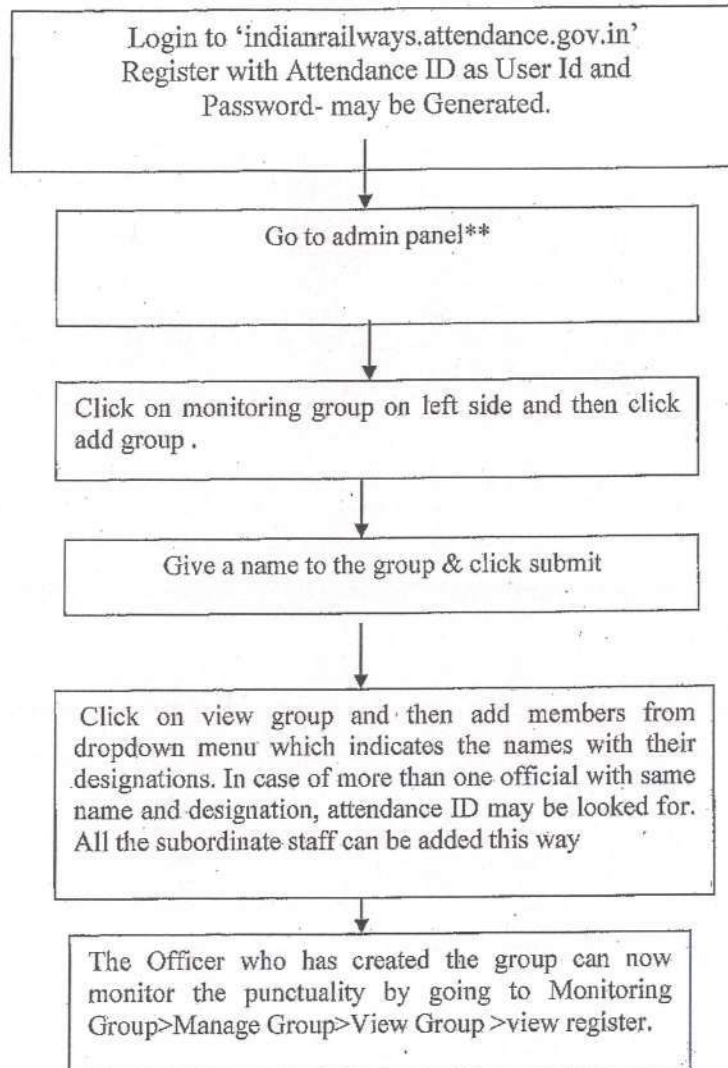 Login to ‘indianrailways.attendance.gov.in’
Register with Attendance ID as User Id and
Password- may be Generated.
Go to admin panel**
Click on monitoring group on left side and then click
add group .
Give a name to the group & click submit
Click on view group and then add members from
dropdown menu which indicates the names with their
designations. In case of more than one official with same
name and designation, attendance ID may be looked for.
All the subordinate staff can be added this way
The Officer who has created the group can now
monitor the punctuality by going to Monitoring
Group>Manage Group>View Group >view register.